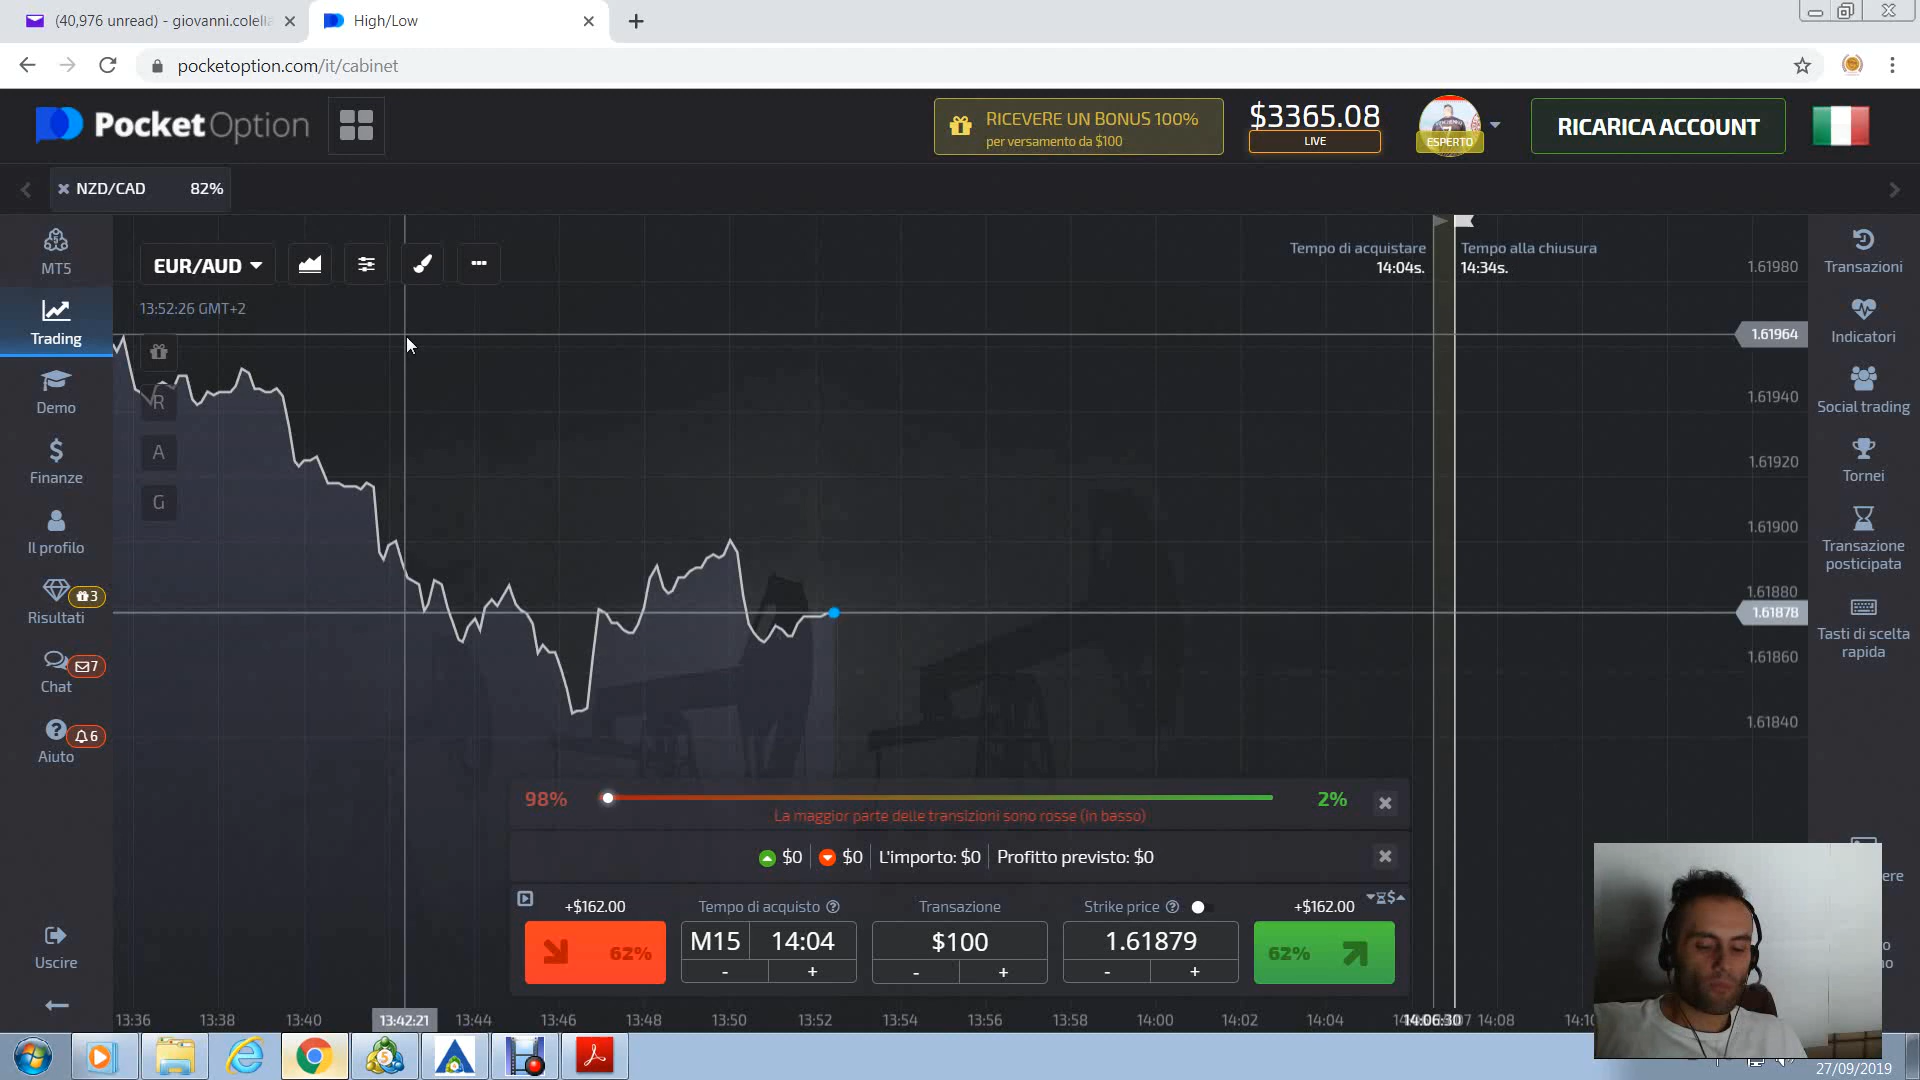 (40,976 unread) - giovanni.colella
High/Low
pocketoption.com/it/cabinet
PocketOption
RICEVERE UN BONUS 100%
per versamento da $100
$3365.08
LIVE
ESPERTO
RICARICA ACCOUNT
NZD/CAD 82%
MT5
Trading
Demo
Finanze
Il profilo
Risultati
3
Chat
7
Aiuto
6
Uscire
EUR/AUD
13:52:26 GMT+2
R
A
G
Tempo di acquistare
14:04s.
Tempo alla chiusura
14:34s.
1.61980
1.61964
1.61940
1.61920
1.61900
1.61880
1.61878
1.61860
1.61840
Transazioni
Indicatori
Social trading
Tornei
Transazione
posticipata
Tasti di scelta
rapida
98%
2%
La maggior parte delle transizioni sono rosse (in basso)
$0 $0 L'importo: $0 Profitto previsto: $0
+$162.00
62%
Tempo di acquisto
M15 14:04
- +
Transazione
$100
- +
Strike price
1.61879
- +
+$162.00
62%
13:36 13:38 13:40 13:42:21 13:44 13:46 13:48 13:50 13:52 13:54 13:56 13:58 14:00 14:02 14:04 14:06:30 14:08
27/09/2019